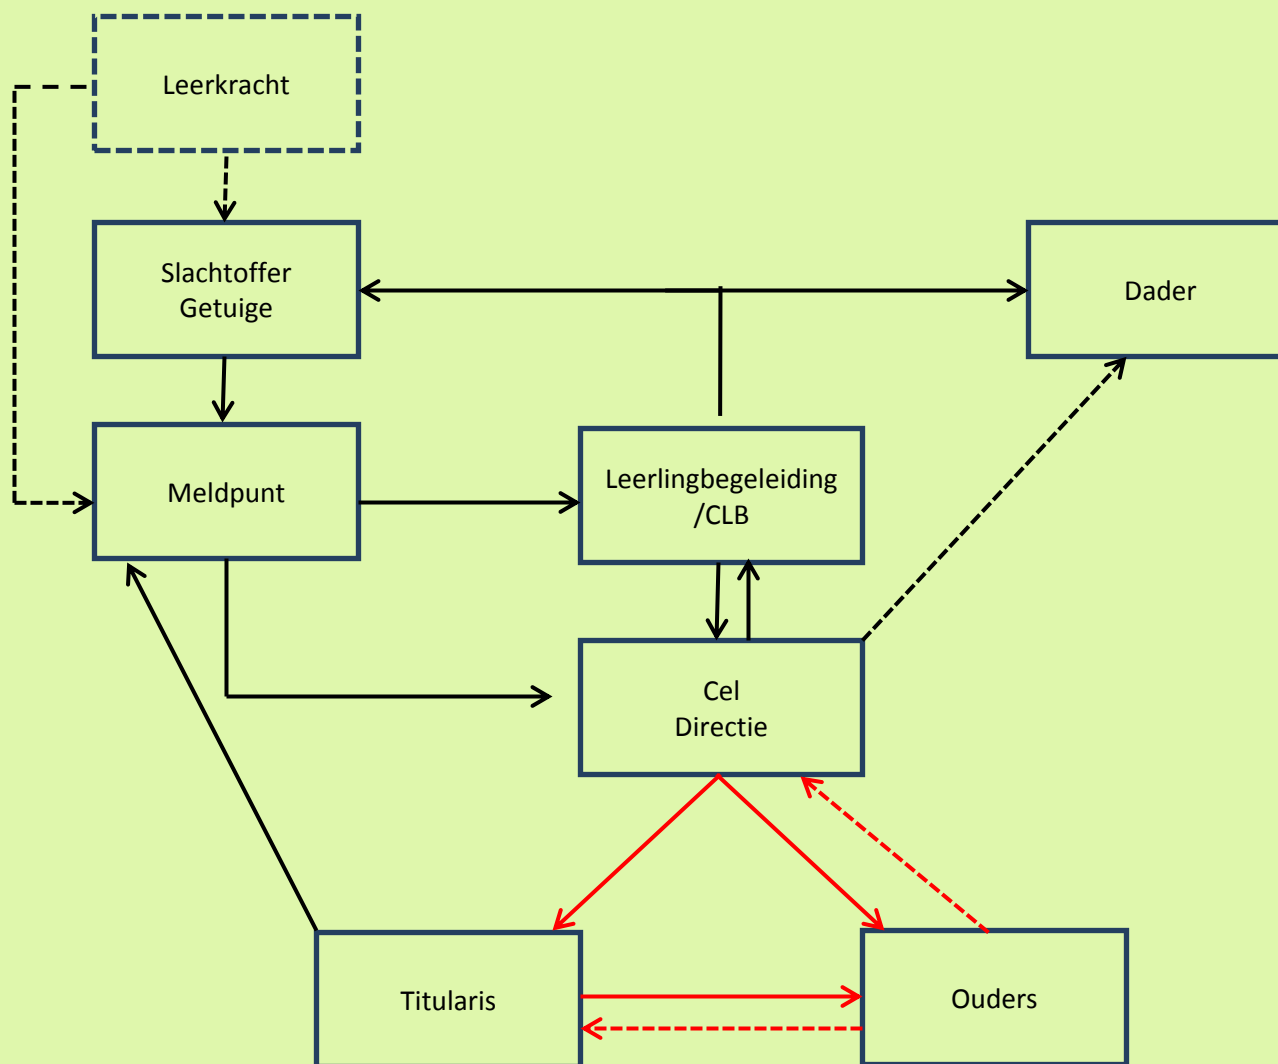 Leerkracht
Slachtoffer
Getuige
Dader
Meldpunt
Leerlingbegeleiding
/CLB
Cel
Directie
Titularis
Ouders